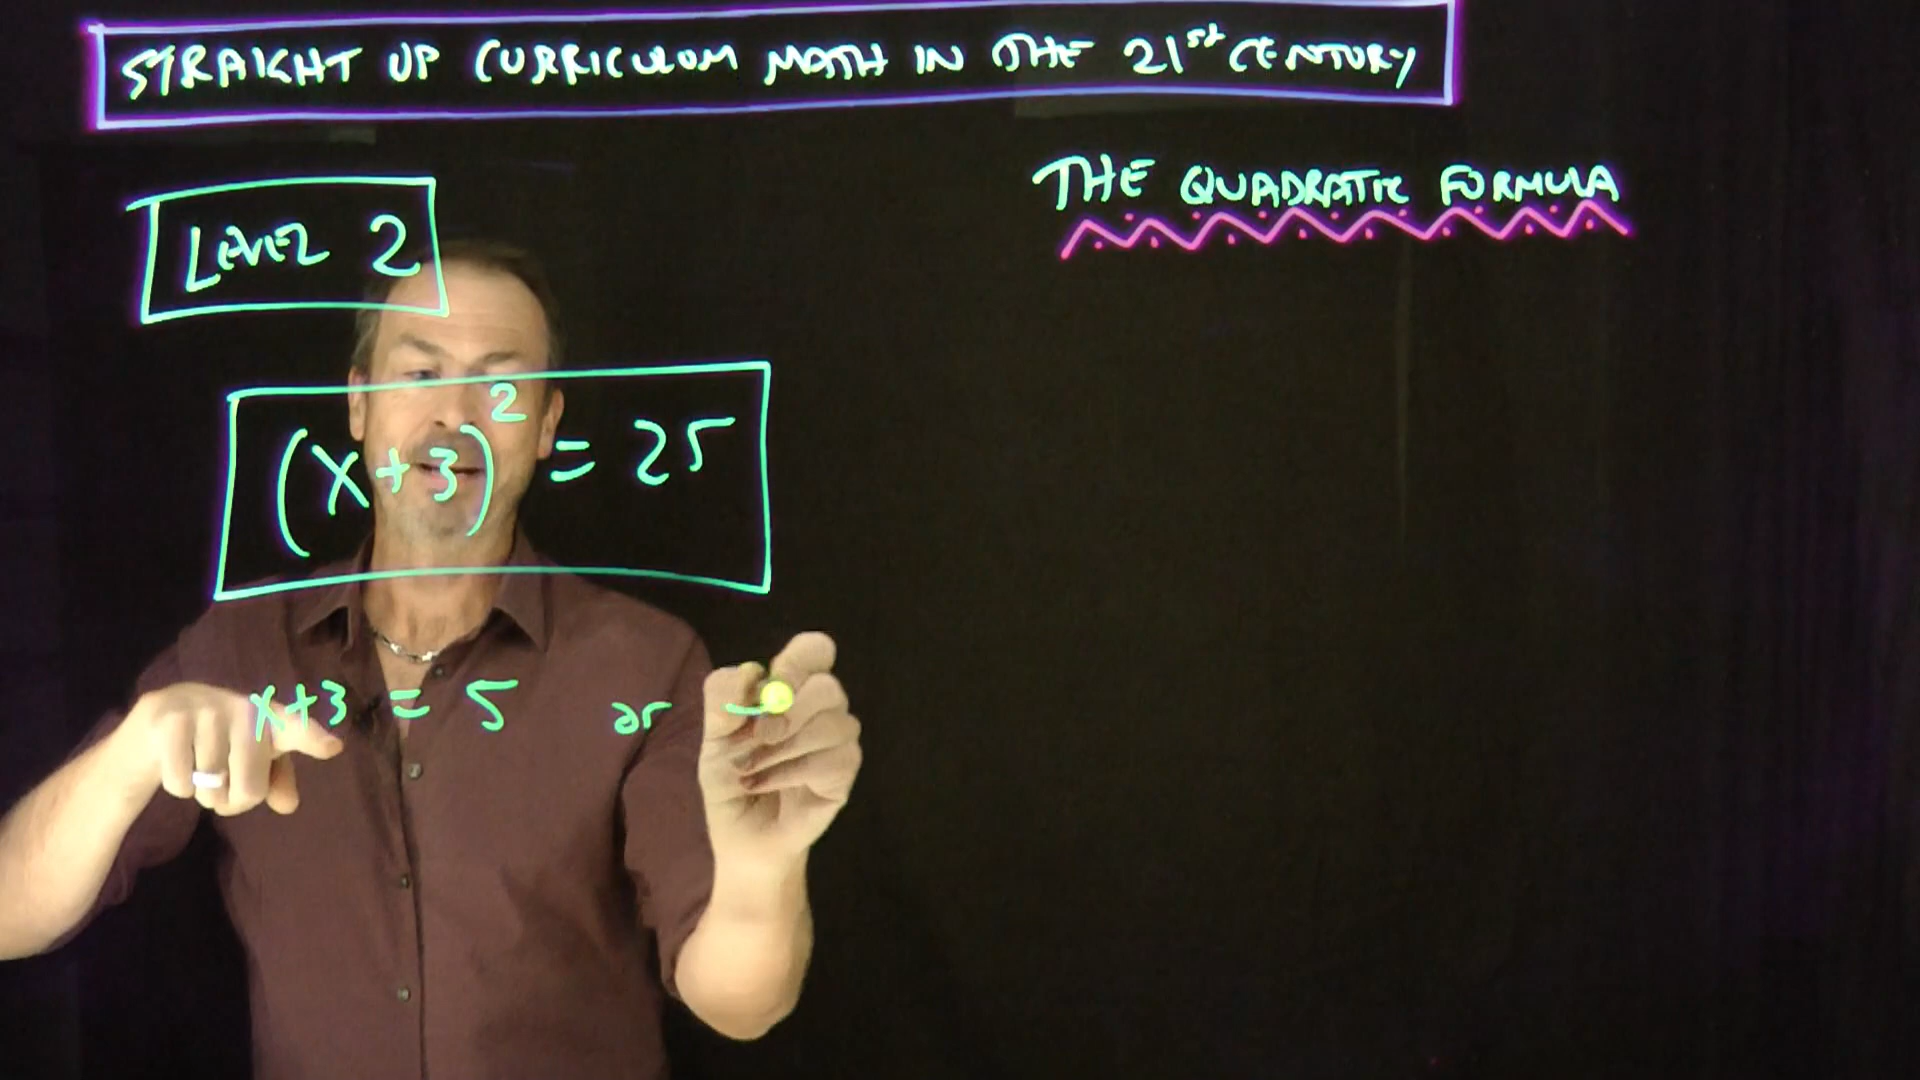 STRAIGHT UP CURRICULUM MATH IN THE 21st CENTURY
THE QUADRATIC FORMULA
LEVEL 2
(x+3)² = 25
x+3 = 5 or -